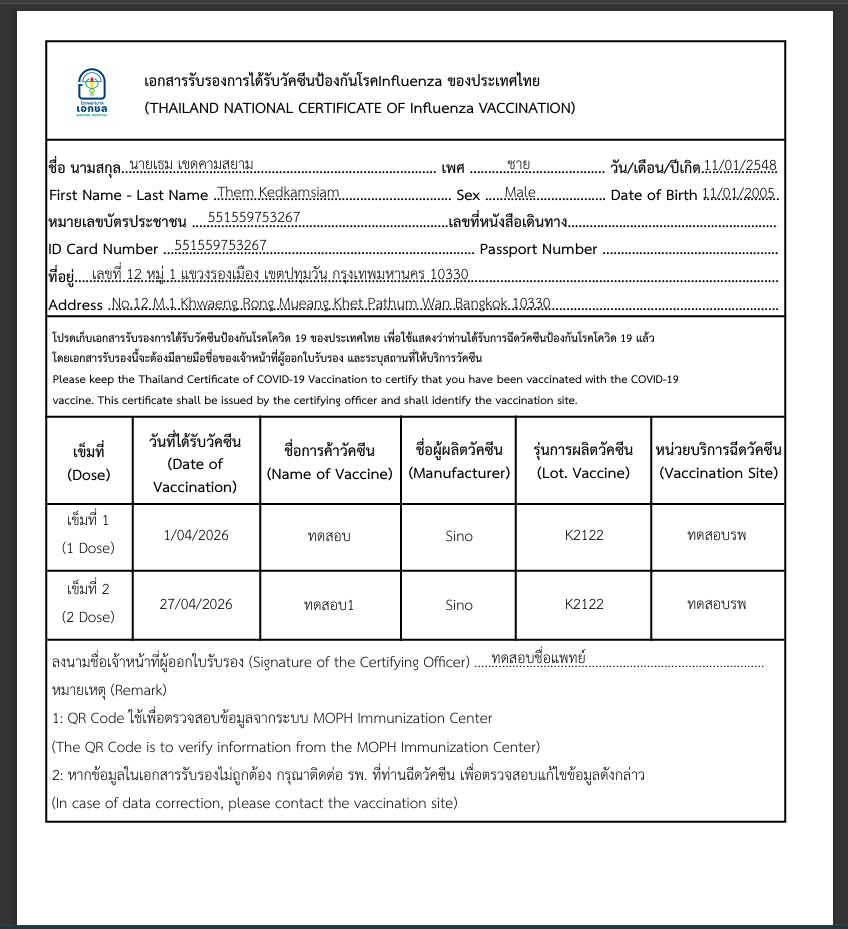 โรงพยาบาล
เอกชล
AIKCHOL HOSPITAL
เอกสารรับรองการได้รับวัคซีนป้องกันโรคInfluenza ของประเทศไทย
(THAILAND NATIONAL CERTIFICATE OF Influenza VACCINATION)
ชื่อ นามสกุล นายเธม เขตคามสยาม เพศ ชาย วัน/เดือน/ปีเกิด 11/01/2548
First Name - Last Name Them Kedkamsiam Sex Male Date of Birth 11/01/2005
หมายเลขบัตรประชาชน 551559753267 เลขที่หนังสือเดินทาง
ID Card Number 551559753267 Passport Number
ที่อยู่ เลขที่ 12 หมู่ 1 แขวงรองเมือง เขตปทุมวัน กรุงเทพมหานคร 10330
Address No.12 M.1 Khwaeng Rong Mueang Khet Pathum Wan Bangkok 10330
โปรดเก็บเอกสารรับรองการได้รับวัคซีนป้องกันโรคโควิด 19 ของประเทศไทย เพื่อใช้แสดงว่าท่านได้รับการฉีดวัคซีนป้องกันโรคโควิด 19 แล้ว
โดยเอกสารรับรองนี้จะต้องมีลายมือชื่อของเจ้าหน้าที่ผู้ออกใบรับรอง และระบุสถานที่ให้บริการวัคซีน
Please keep the Thailand Certificate of COVID-19 Vaccination to certify that you have been vaccinated with the COVID-19
vaccine. This certificate shall be issued by the certifying officer and shall identify the vaccination site.
เข็มที่ (Dose)
วันที่ได้รับวัคซีน (Date of Vaccination)
ชื่อการค้าวัคซีน (Name of Vaccine)
ชื่อผู้ผลิตวัคซีน (Manufacturer)
รุ่นการผลิตวัคซีน (Lot. Vaccine)
หน่วยบริการฉีดวัคซีน (Vaccination Site)
เข็มที่ 1 (1 Dose) 1/04/2026 ทดสอบ Sino K2122 ทดสอบรพ
เข็มที่ 2 (2 Dose) 27/04/2026 ทดสอบ1 Sino K2122 ทดสอบรพ
ลงนามชื่อเจ้าหน้าที่ผู้ออกใบรับรอง (Signature of the Certifying Officer) ทดสอบชื่อแพทย์
หมายเหตุ (Remark)
1: QR Code ใช้เพื่อตรวจสอบข้อมูลจากระบบ MOPH Immunization Center
(The QR Code is to verify information from the MOPH Immunization Center)
2: หากข้อมูลในเอกสารรับรองไม่ถูกต้อง กรุณาติดต่อ รพ. ที่ท่านฉีดวัคซีน เพื่อตรวจสอบแก้ไขข้อมูลดังกล่าว
(In case of data correction, please contact the vaccination site)